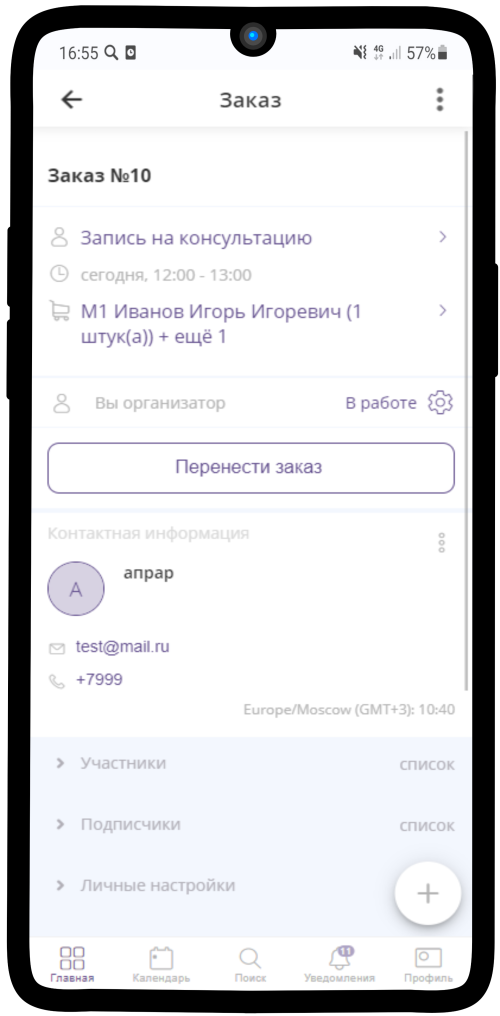 16:55 4G 57%
Заказ
Заказ №10
Запись на консультацию
сегодня, 12:00 - 13:00
М1 Иванов Игорь Игоревич (1
штук(а)) + ещё 1
Вы организатор В работе
Перенести заказ
Контактная информация
А апрар
test@mail.ru
+7999
Europe/Moscow (GMT+3): 10:40
Участники список
Подписчики список
Личные настройки
11
Главная Календарь Поиск Уведомления Профиль